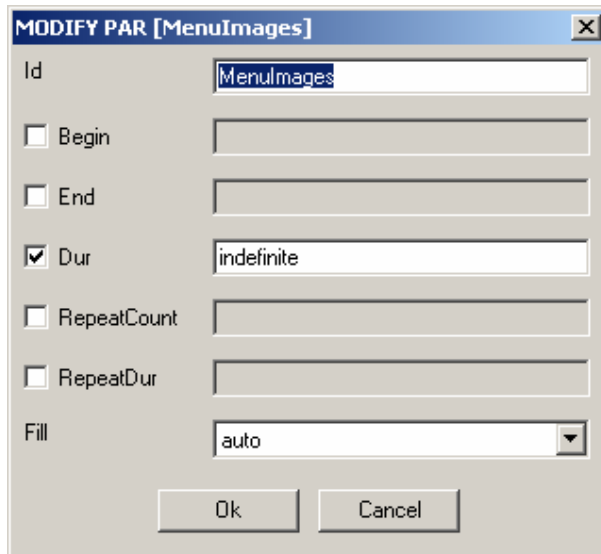 MODIFY PAR [MenuImages]
Id MenuImages
Begin
End
Dur indefinite
RepeatCount
RepeatDur
Fill auto
Ok Cancel